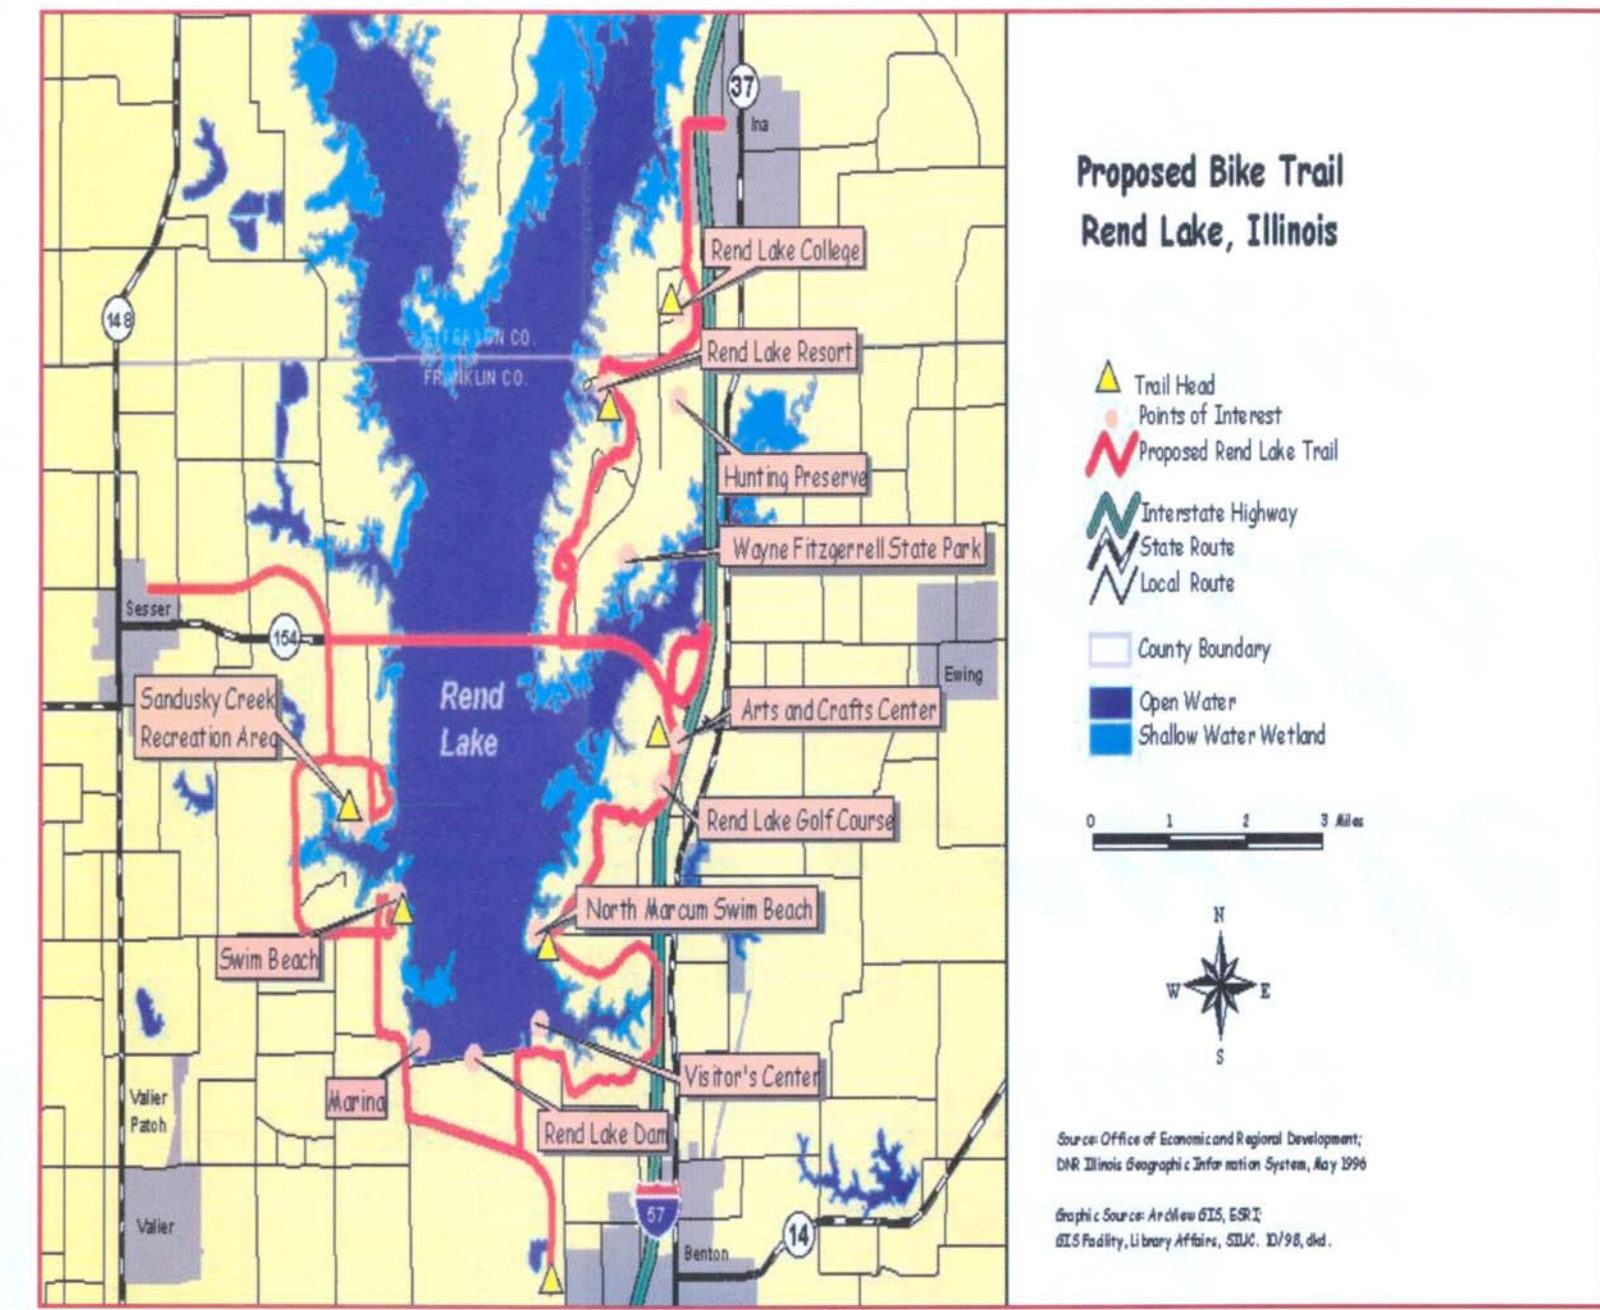 Proposed Bike Trail
Rend Lake, Illinois
37
Ina
Rend Lake College
148
JEFFERSON CO.
FRANKLIN CO.
Rend Lake Resort
Hunting Preserve
Wayne Fitzgerrell State Park
Sesser
154
Ewing
Sandusky Creek
Recreation Area
Rend
Lake
Arts and Crafts Center
Rend Lake Golf Course
North Marcum Swim Beach
Swim Beach
Visitor's Center
Marina
Rend Lake Dam
Valier
Patch
Valier
57
14
Benton
Trail Head
Points of Interest
Proposed Rend Lake Trail
Interstate Highway
State Route
Local Route
County Boundary
Open Water
Shallow Water Wetland
0 1 2 3 Miles
N
W E
S
Source: Office of Economic and Regional Development;
DNR Illinois Geographic Information System, May 1996
Graphic Source: ArcView GIS, ESRI;
GIS Facility, Library Affairs, SIUC. 10/98, dkd.